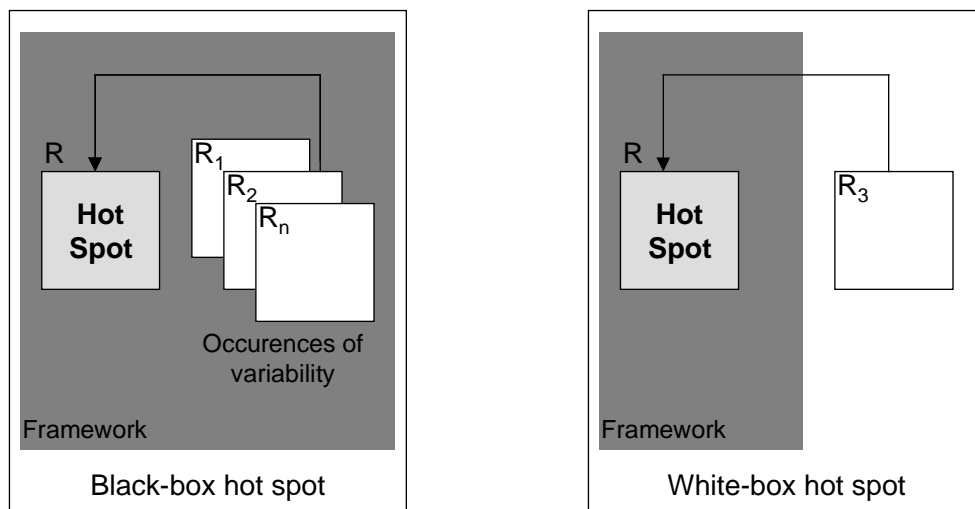 R
Hot
Spot
R1
R2
Rn
Occurences of
variability
Framework
Black-box hot spot
R
Hot
Spot
R3
Framework
White-box hot spot